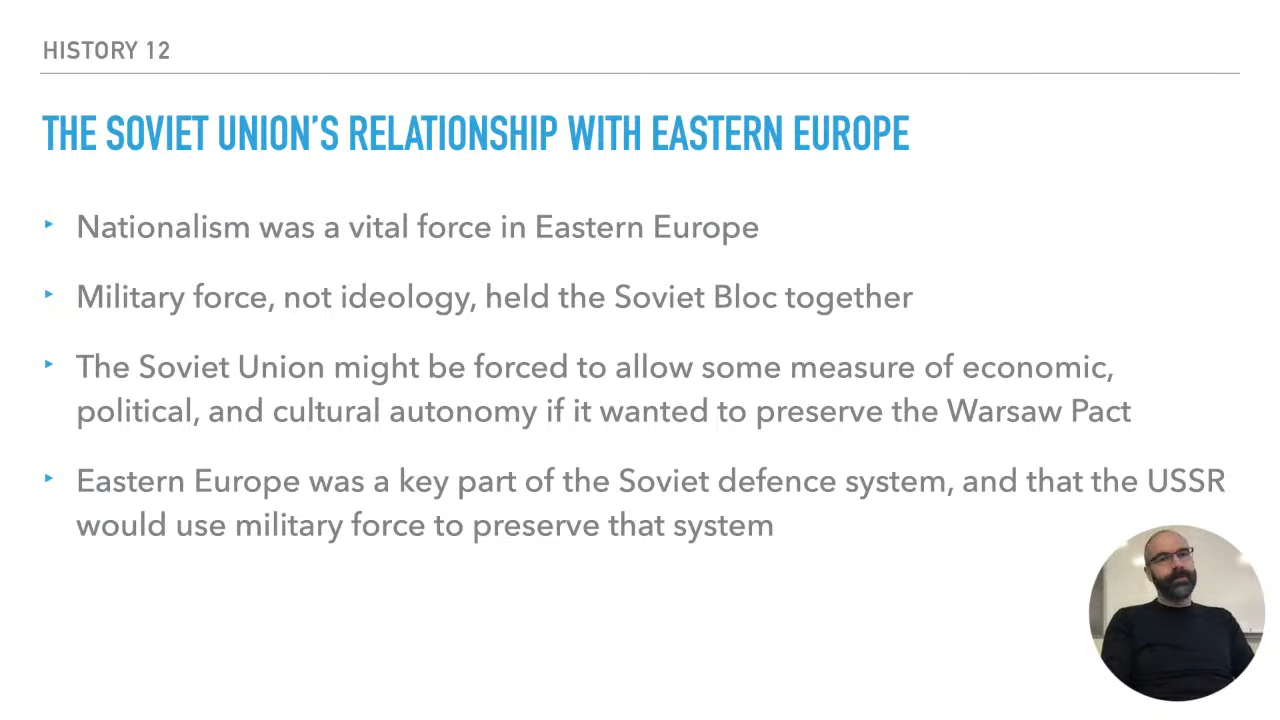 HISTORY 12
THE SOVIET UNION’S RELATIONSHIP WITH EASTERN EUROPE
‣ Nationalism was a vital force in Eastern Europe
‣ Military force, not ideology, held the Soviet Bloc together
‣ The Soviet Union might be forced to allow some measure of economic,
political, and cultural autonomy if it wanted to preserve the Warsaw Pact
‣ Eastern Europe was a key part of the Soviet defence system, and that the USSR
would use military force to preserve that system